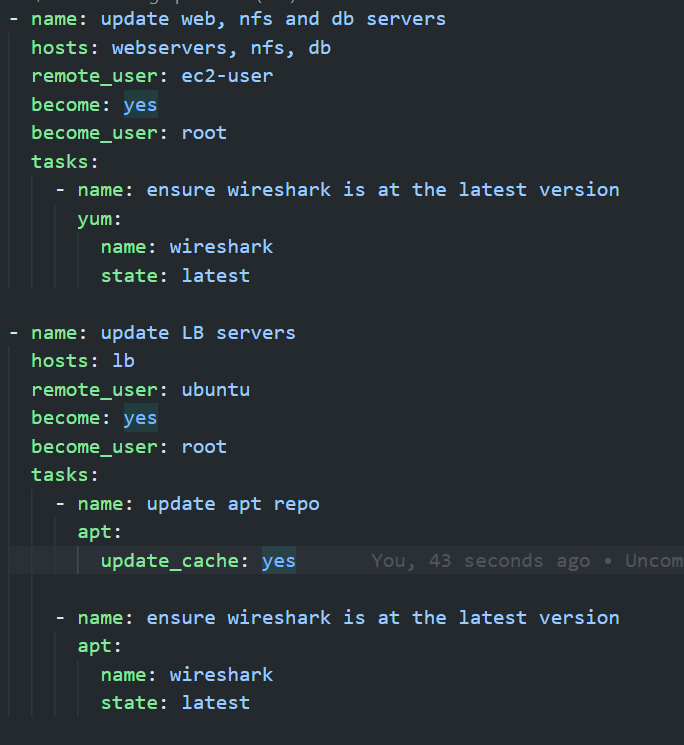 - name: update web, nfs and db servers
  hosts: webservers, nfs, db
  remote_user: ec2-user
  become: yes
  become_user: root
  tasks:
    - name: ensure wireshark is at the latest version
      yum:
        name: wireshark
        state: latest

- name: update LB servers
  hosts: lb
  remote_user: ubuntu
  become: yes
  become_user: root
  tasks:
    - name: update apt repo
      apt:
        update_cache: yes You, 43 seconds ago • Uncom

    - name: ensure wireshark is at the latest version
      apt:
        name: wireshark
        state: latest